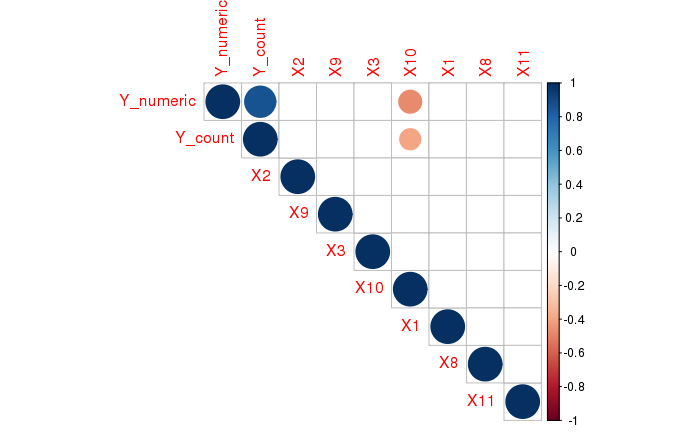 Y_numeric
Y_count
X2
X9
X3
X10
X1
X8
X11
Y_numeric
Y_count
X2
X9
X3
X10
X1
X8
X11
1
0.8
0.6
0.4
0.2
0
-0.2
-0.4
-0.6
-0.8
-1